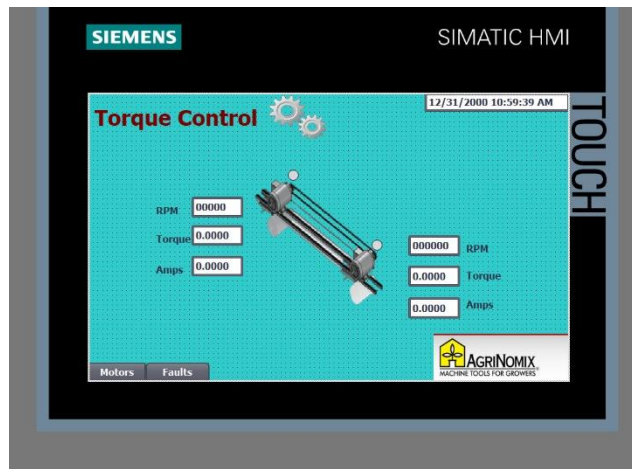 SIEMENS
SIMATIC HMI
TOUCH
12/31/2000 10:59:39 AM
Torque Control
RPM 00000
Torque 0.0000
Amps 0.0000
000000 RPM
0.0000 Torque
0.0000 Amps
Motors Faults
AGRINOMIX
MACHINE TOOLS FOR GROWERS